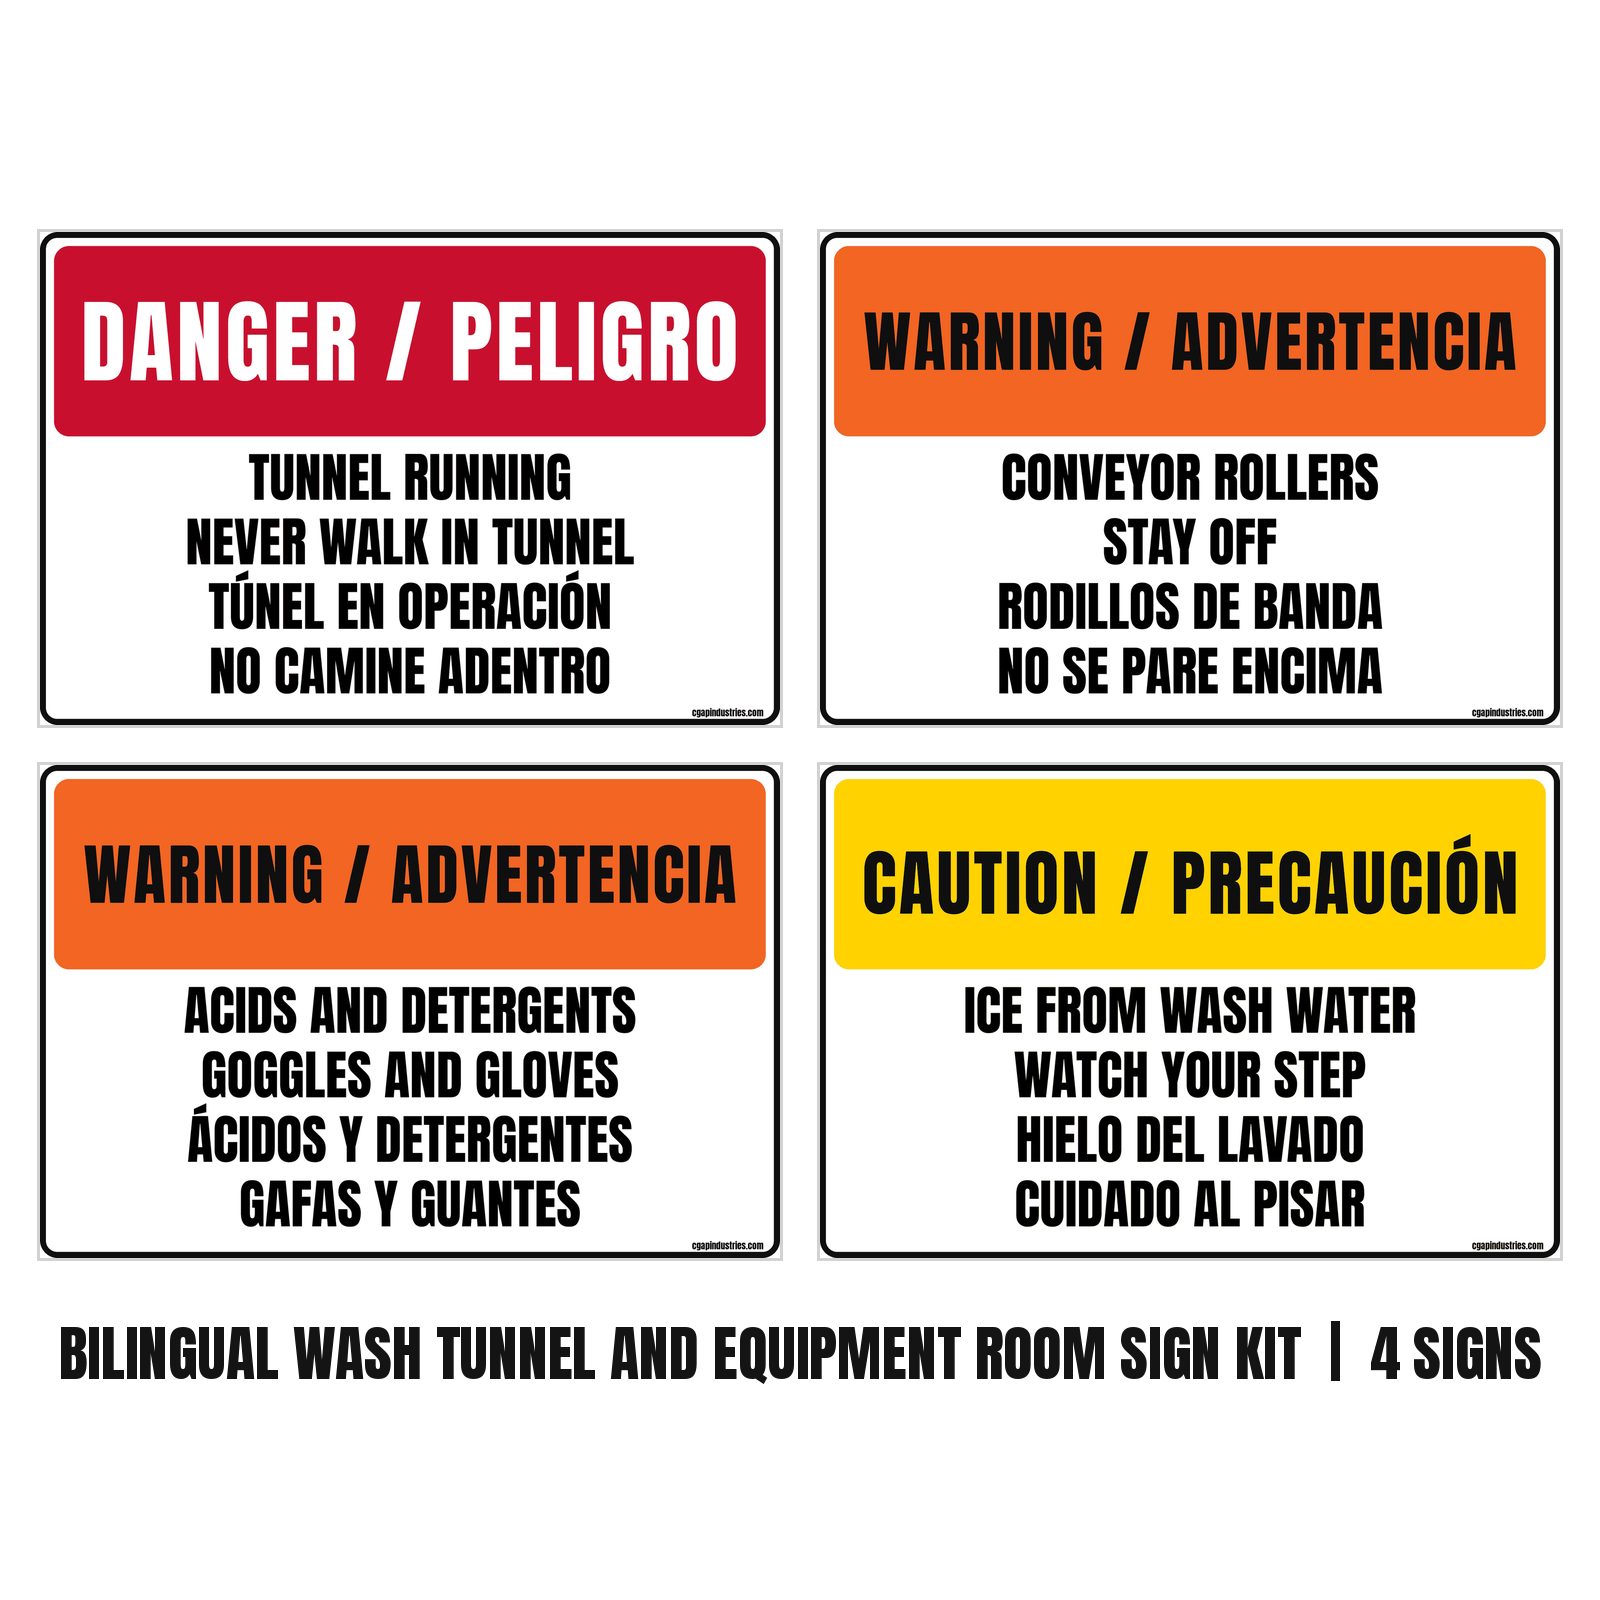 DANGER / PELIGRO
TUNNEL RUNNING
NEVER WALK IN TUNNEL
TÚNEL EN OPERACIÓN
NO CAMINE ADENTRO
cgapindustries.com
WARNING / ADVERTENCIA
CONVEYOR ROLLERS
STAY OFF
RODILLOS DE BANDA
NO SE PARE ENCIMA
cgapindustries.com
WARNING / ADVERTENCIA
ACIDS AND DETERGENTS
GOGGLES AND GLOVES
ÁCIDOS Y DETERGENTES
GAFAS Y GUANTES
cgapindustries.com
CAUTION / PRECAUCIÓN
ICE FROM WASH WATER
WATCH YOUR STEP
HIELO DEL LAVADO
CUIDADO AL PISAR
cgapindustries.com
BILINGUAL WASH TUNNEL AND EQUIPMENT ROOM SIGN KIT | 4 SIGNS